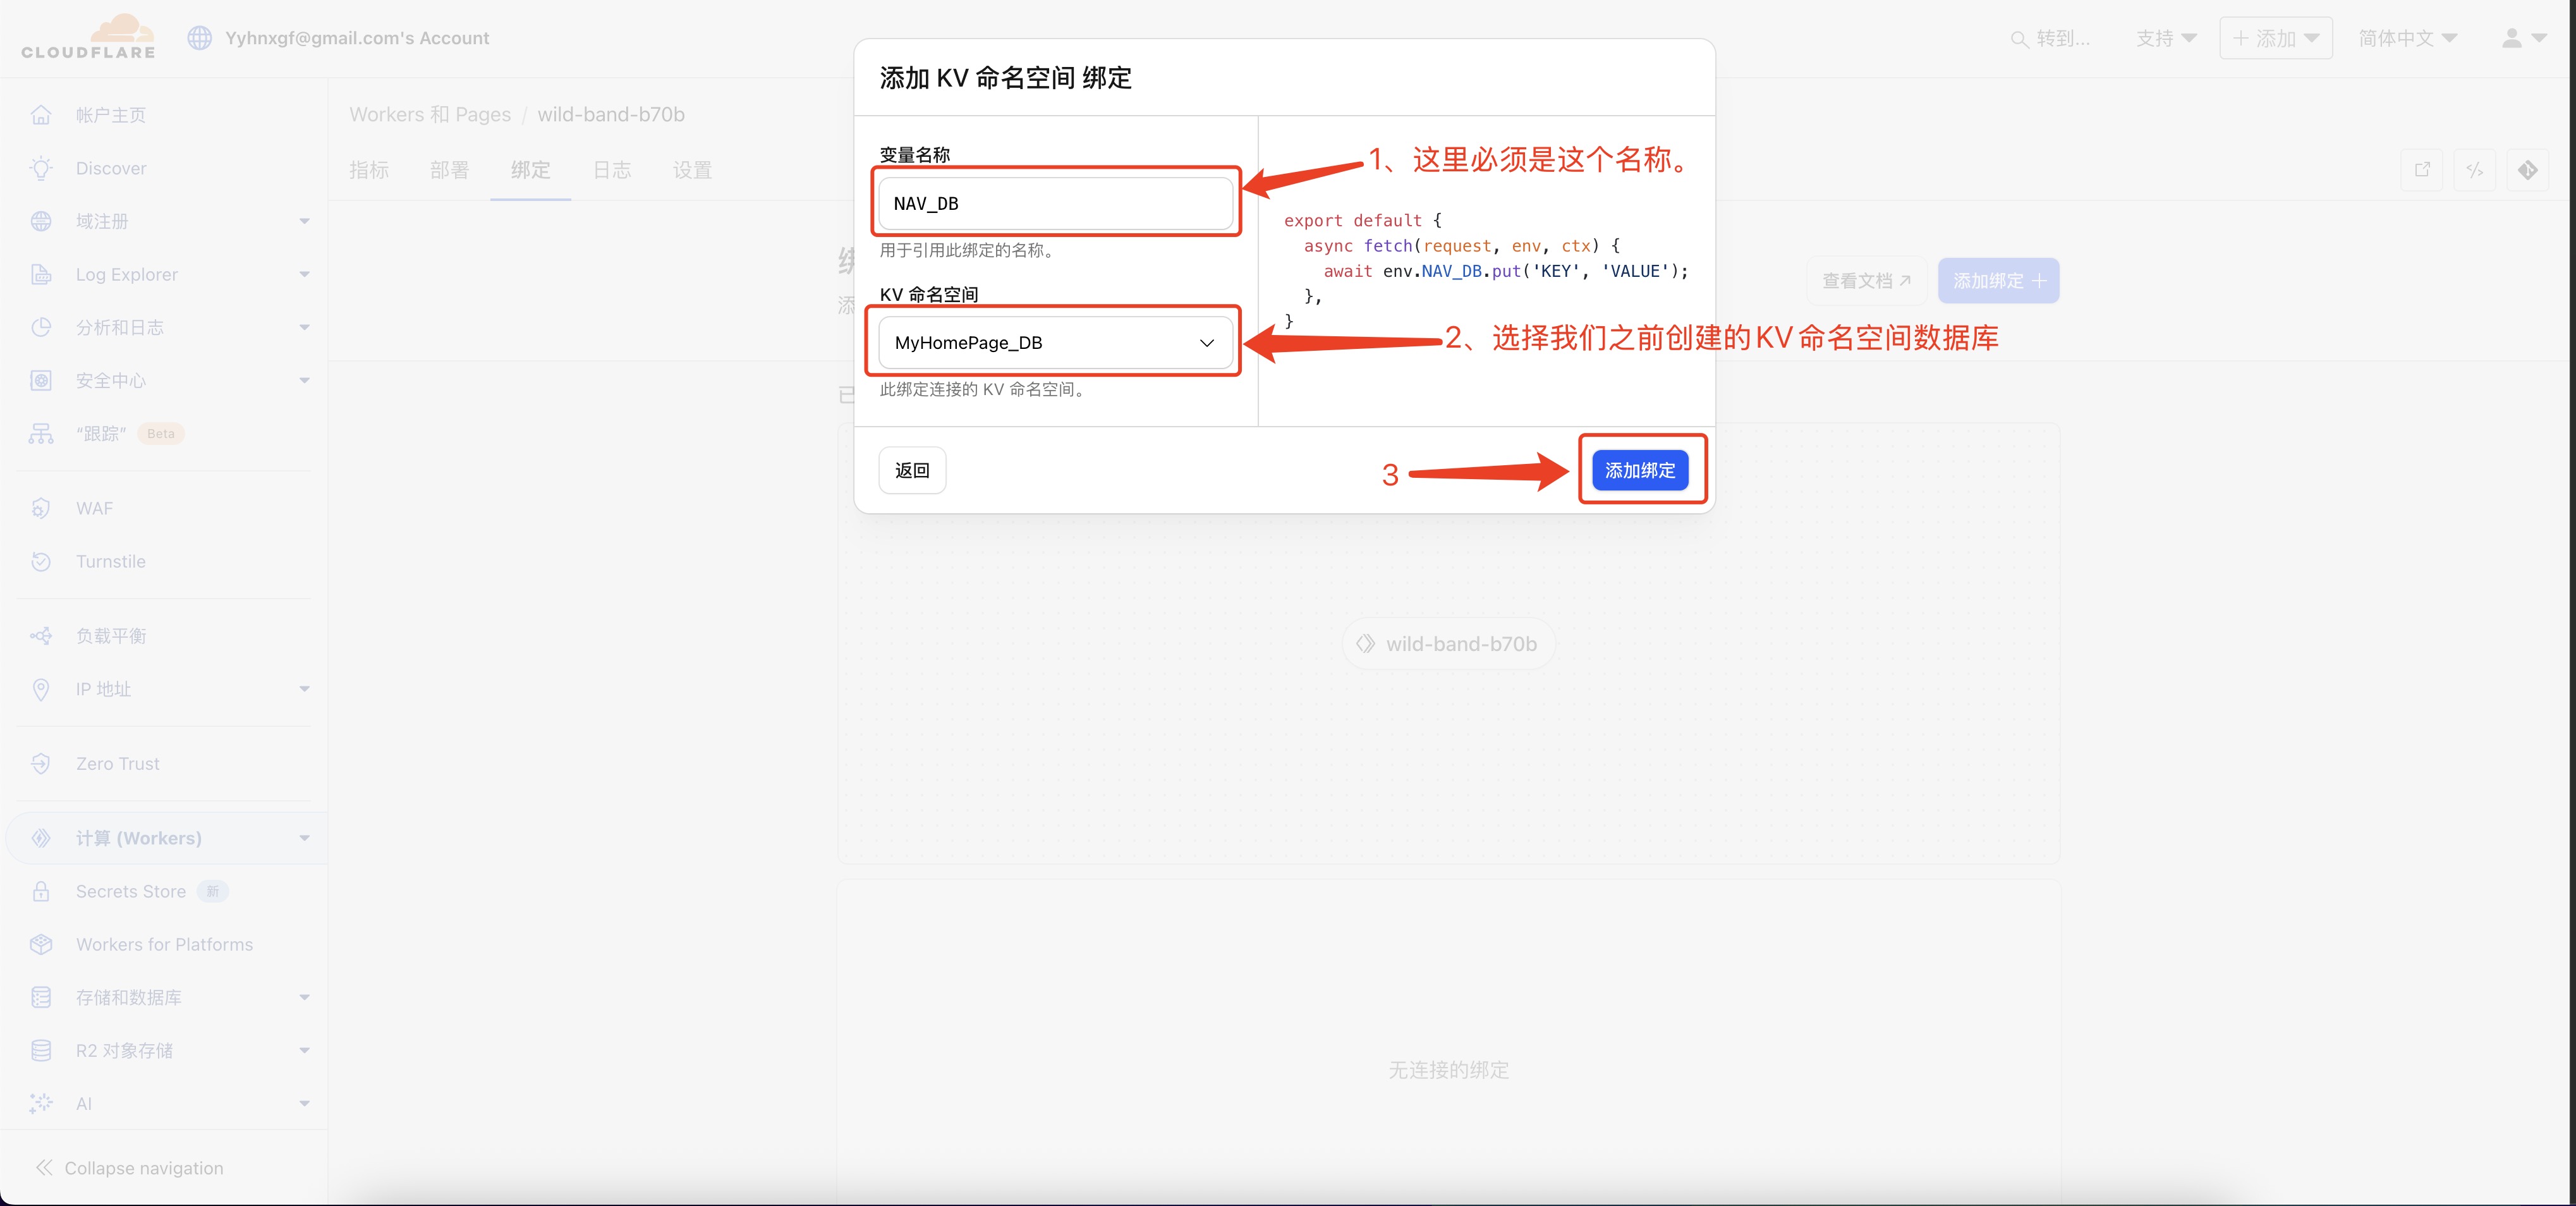 CLOUDFLARE
Yyhnxgf@gmail.com's Account
转到...
支持
添加
简体中文
帐户主页
Discover
域注册
Log Explorer
分析和日志
安全中心
“跟踪” Beta
WAF
Turnstile
负载平衡
IP 地址
Zero Trust
计算 (Workers)
Secrets Store 新
Workers for Platforms
存储和数据库
R2 对象存储
AI
Collapse navigation
Workers 和 Pages / wild-band-b70b
指标 部署 绑定 日志 设置
查看文档
添加绑定
添加 KV 命名空间 绑定
变量名称
NAV_DB
用于引用此绑定的名称。
KV 命名空间
MyHomePage_DB
此绑定连接的 KV 命名空间。
1、这里必须是这个名称。
export default {
async fetch(request, env, ctx) {
await env.NAV_DB.put('KEY', 'VALUE');
},
}
2、选择我们之前创建的KV命名空间数据库
返回
3
添加绑定
wild-band-b70b
无连接的绑定